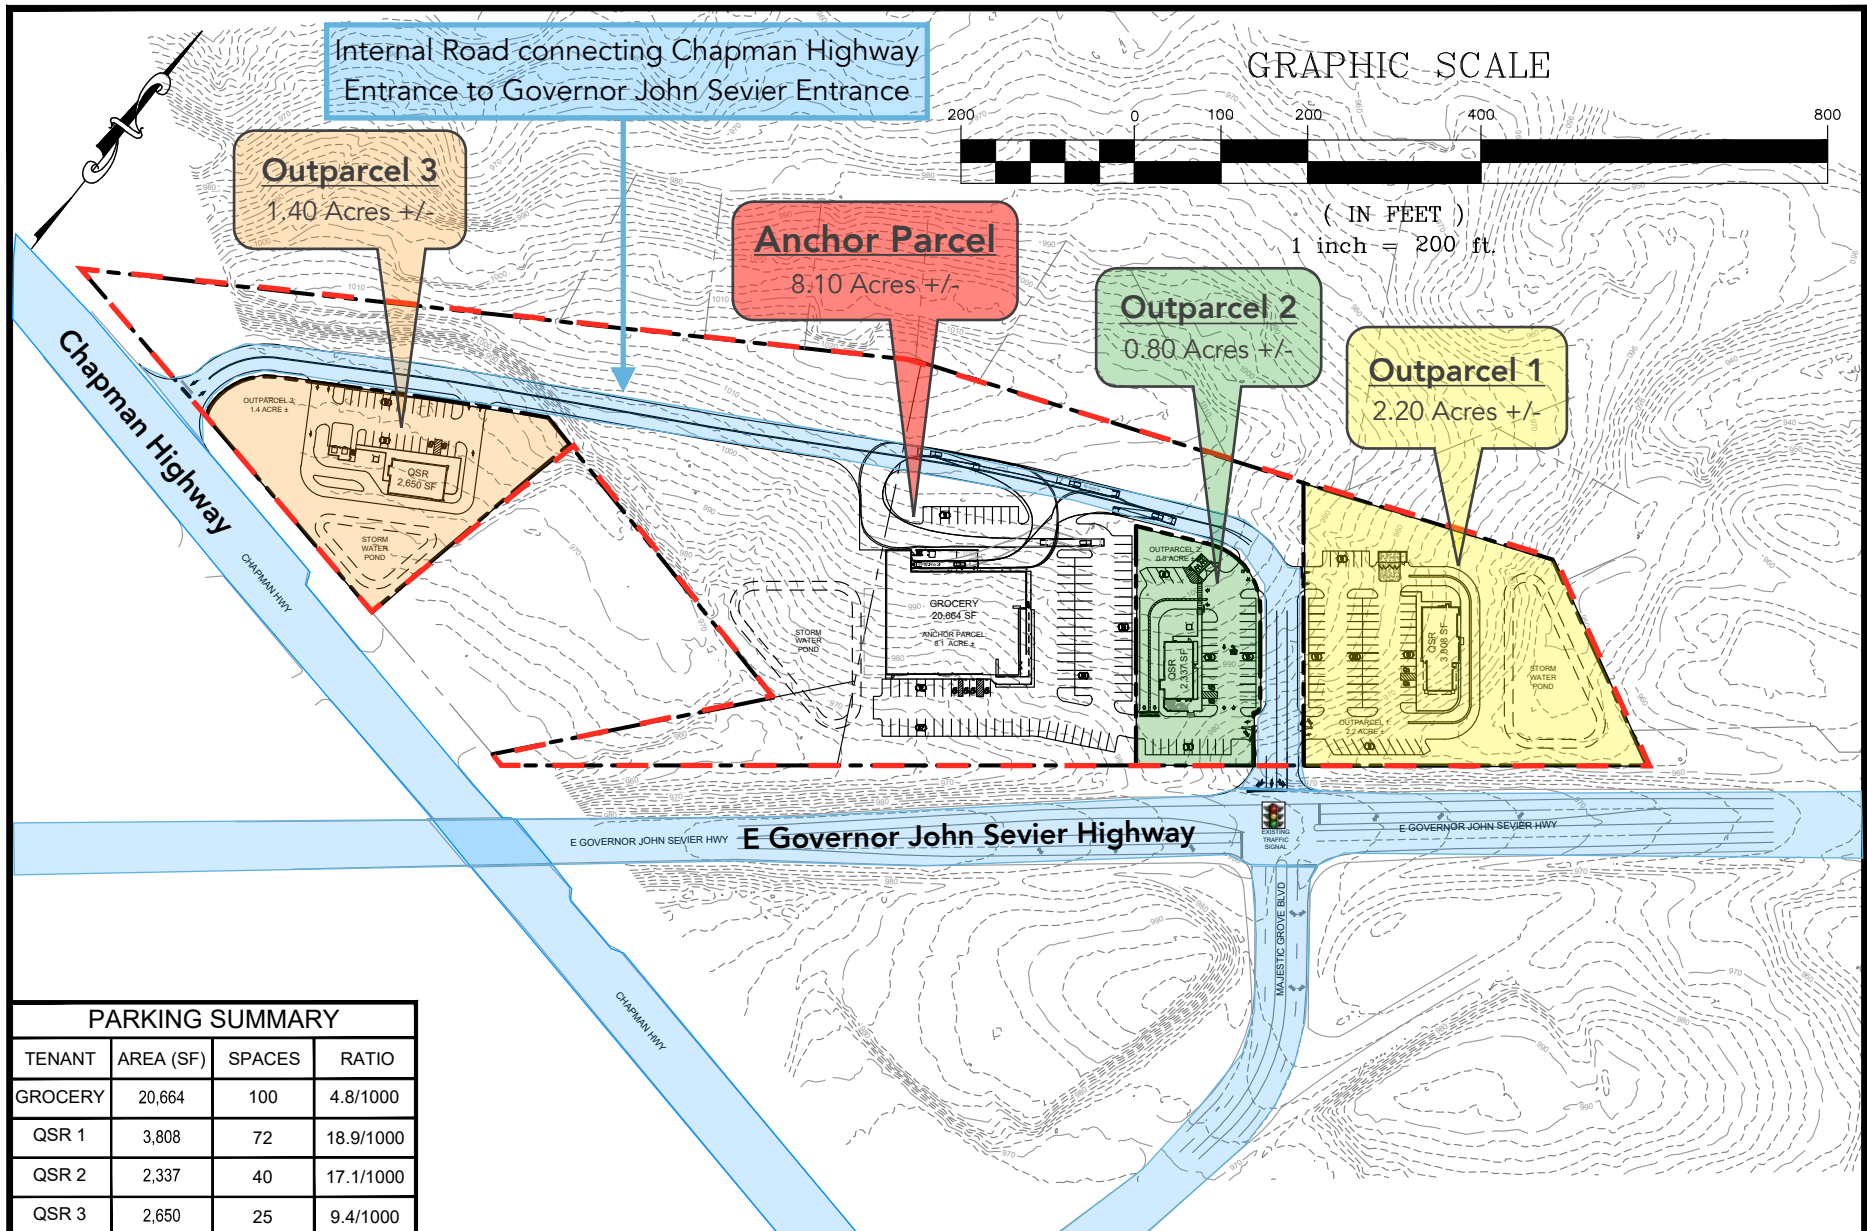 Internal Road connecting Chapman Highway
Entrance to Governor John Sevier Entrance
GRAPHIC SCALE
200 0 100 200 400 800
( IN FEET )
1 inch = 200 ft.
Outparcel 3
1.40 Acres +/-
Anchor Parcel
8.10 Acres +/-
Outparcel 2
0.80 Acres +/-
Outparcel 1
2.20 Acres +/-
Chapman Highway
CHAPMAN HWY
OUTPARCEL 3:
1.4 ACRE ±
QSR
2,650 SF
STORM
WATER
POND
STORM
WATER
POND
GROCERY
20,664 SF
ANCHOR PARCEL:
8.1 ACRE ±
OUTPARCEL 2:
0.8 ACRE ±
QSR
2,337 SF
QSR
3,808 SF
OUTPARCEL 1:
2.2 ACRE ±
STORM
WATER
POND
E GOVERNOR JOHN SEVIER HWY
E Governor John Sevier Highway
EXISTING
TRAFFIC
SIGNAL
E GOVERNOR JOHN SEVIER HWY
MAJESTIC GROVE BLVD
CHAPMAN HWY
PARKING SUMMARY
TENANT AREA (SF) SPACES RATIO
GROCERY 20,664 100 4.8/1000
QSR 1 3,808 72 18.9/1000
QSR 2 2,337 40 17.1/1000
QSR 3 2,650 25 9.4/1000